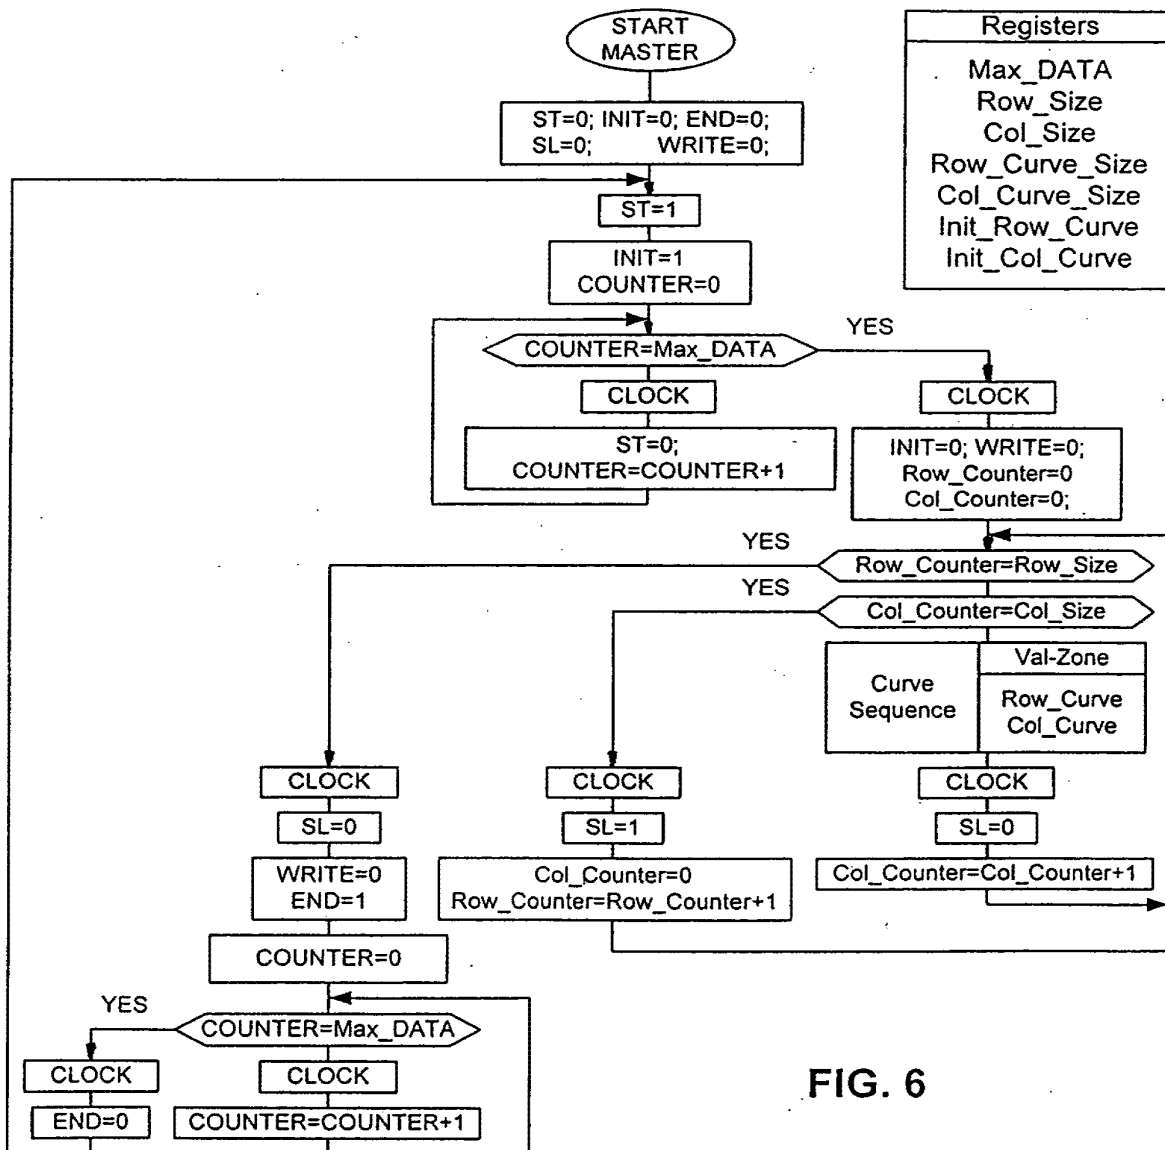 START
MASTER
Registers
Max_DATA
Row_Size
Col_Size
Row_Curve_Size
Col_Curve_Size
Init_Row_Curve
Init_Col_Curve
ST=0; INIT=0; END=0;
SL=0; WRITE=0;
ST=1
INIT=1
COUNTER=0
COUNTER=Max_DATA
YES
CLOCK
ST=0;
COUNTER=COUNTER+1
CLOCK
INIT=0; WRITE=0;
Row_Counter=0
Col_Counter=0;
YES
Row_Counter=Row_Size
YES
Col_Counter=Col_Size
Curve
Sequence
Val-Zone
Row_Curve
Col_Curve
CLOCK
SL=0
WRITE=0
END=1
COUNTER=0
CLOCK
SL=1
Col_Counter=0
Row_Counter=Row_Counter+1
CLOCK
SL=0
Col_Counter=Col_Counter+1
YES
COUNTER=Max_DATA
CLOCK
END=0
CLOCK
COUNTER=COUNTER+1
FIG. 6